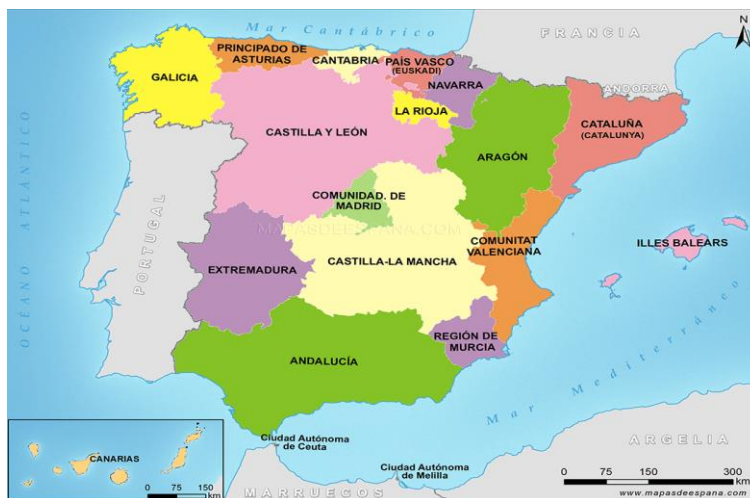 Mar Cantábrico
FRANCIA
N
PRINCIPADO DE
ASTURIAS
CANTABRIA
PAÍS VASCO
(EUSKADI)
GALICIA
NAVARRA
ANDORRA
LA RIOJA
CATALUÑA
(CATALUNYA)
CASTILLA Y LEÓN
ARAGÓN
OCÉANO ATLÁNTICO
COMUNIDAD. DE
MADRID
PORTUGAL
MAPASDEESPANA.COM
COMUNITAT
VALENCIANA
ILLES BALEARS
EXTREMADURA
CASTILLA-LA MANCHA
REGIÓN DE
MURCIA
Mar Mediterráneo
ANDALUCÍA
CANARIAS
0 75 150
km
Ciudad Autónoma
de Ceuta
Ciudad Autónoma
de Melilla
ARGELIA
MARRUECOS
0 75 150 300
km
www.mapasdeespana.com